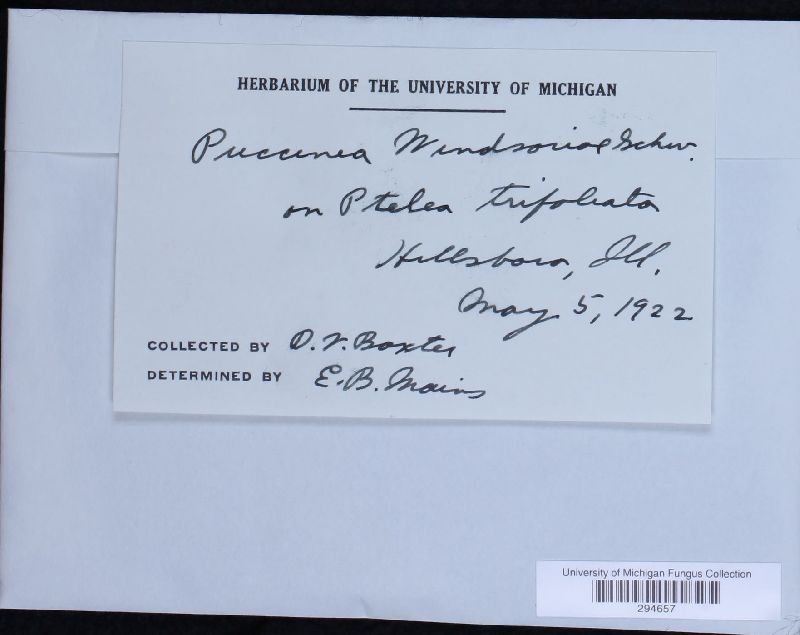 HERBARIUM OF THE UNIVERSITY OF MICHIGAN
Puccinia Windsoriae Schw.
on Ptelea trifoliata
Hillsboro, Ill.
May 5, 1922
COLLECTED BY D.V. Baxter
DETERMINED BY E.B. Mains
University of Michigan Fungus Collection
294657